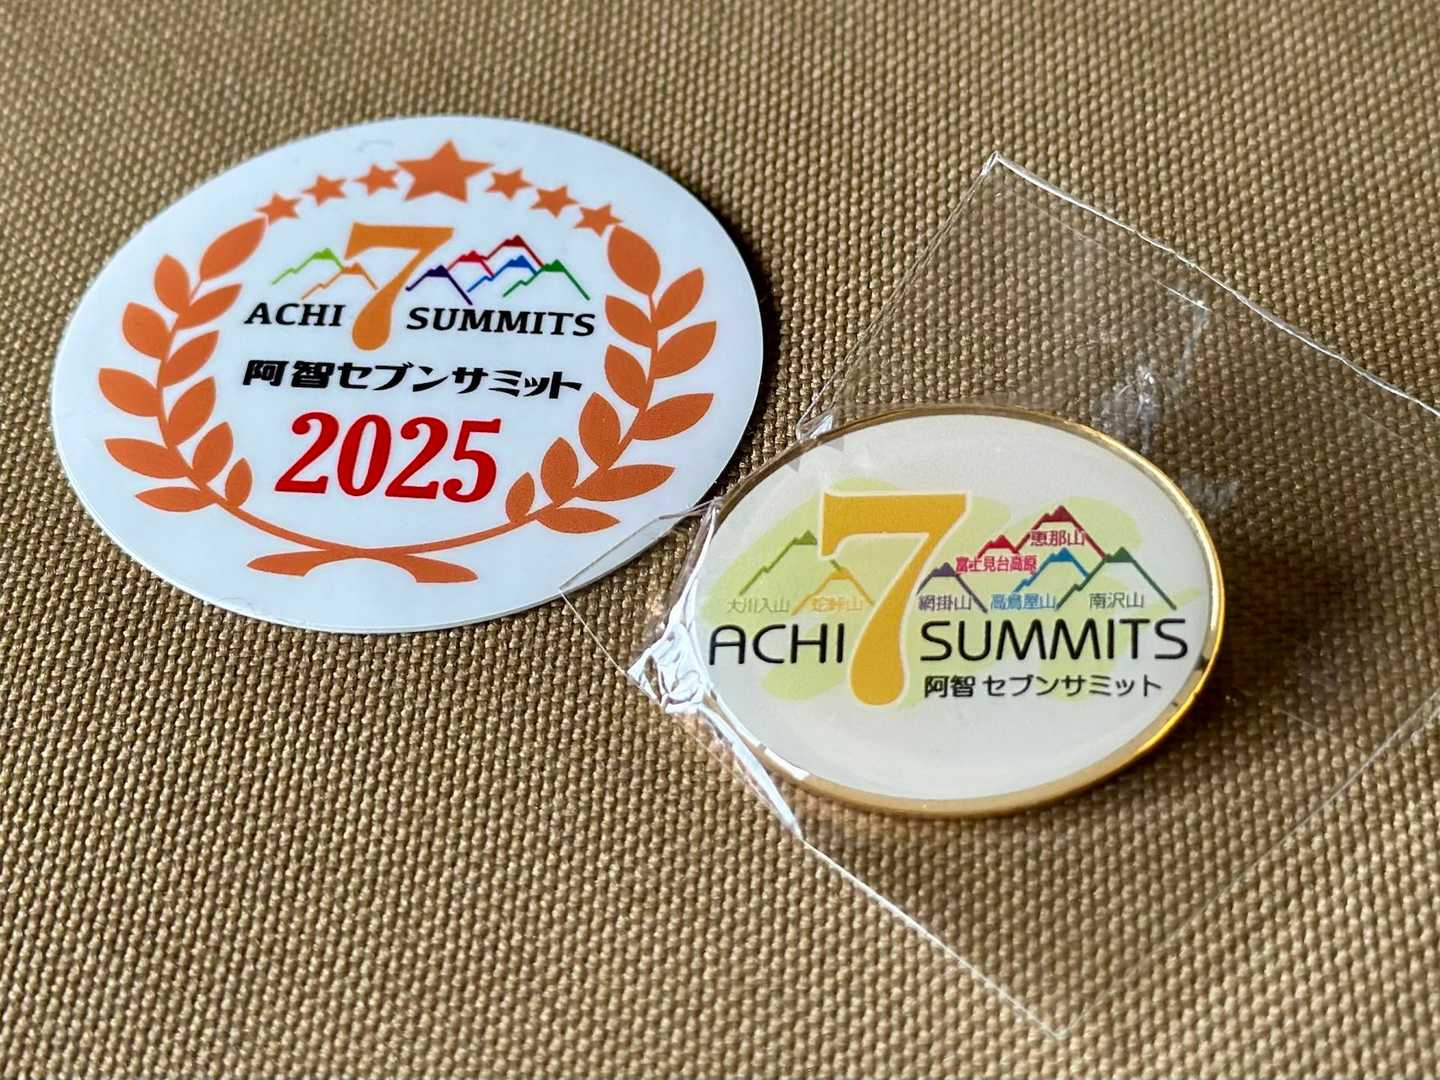 ACHI 7 SUMMITS
阿智セブンサミット
2025
恵那山
富士見台高原
大川入山 蛇峠山 網掛山 高鳥屋山 南沢山
ACHI 7 SUMMITS
阿智セブンサミット